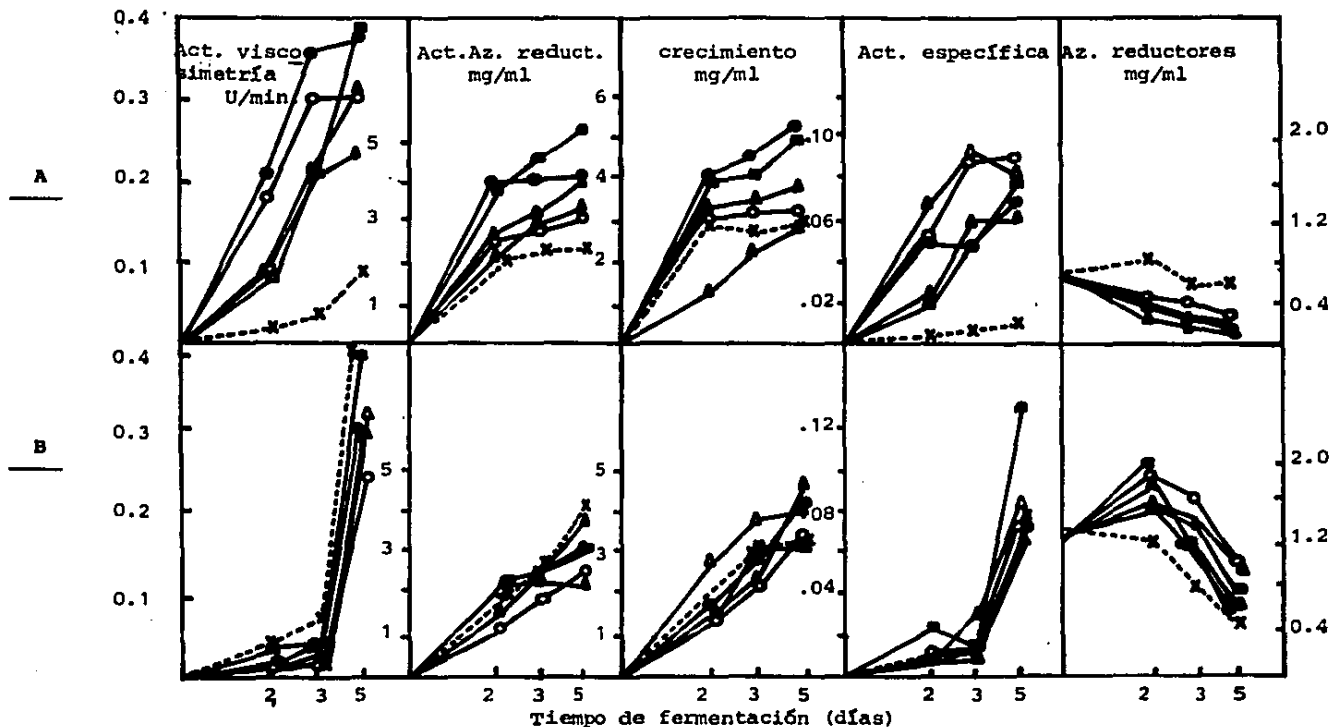 0.4
Act. visco
simetría
U/min.
0.3
0.2
0.1
A
Act.Az. reduct.
mg/ml
5
3
1
crecimiento
mg/ml
6
4
2
Act. específica
.10
.06
.02
Az. reductores
mg/ml
2.0
1.2
0.4
B
0.4
0.3
0.2
0.1
5
3
1
5
3
1
0.12
.08
.04
2.0
1.2
0.4
2 3 5 2 3 5 2 3 5 2 3 5 2 3 5
Tiempo de fermentación (días)